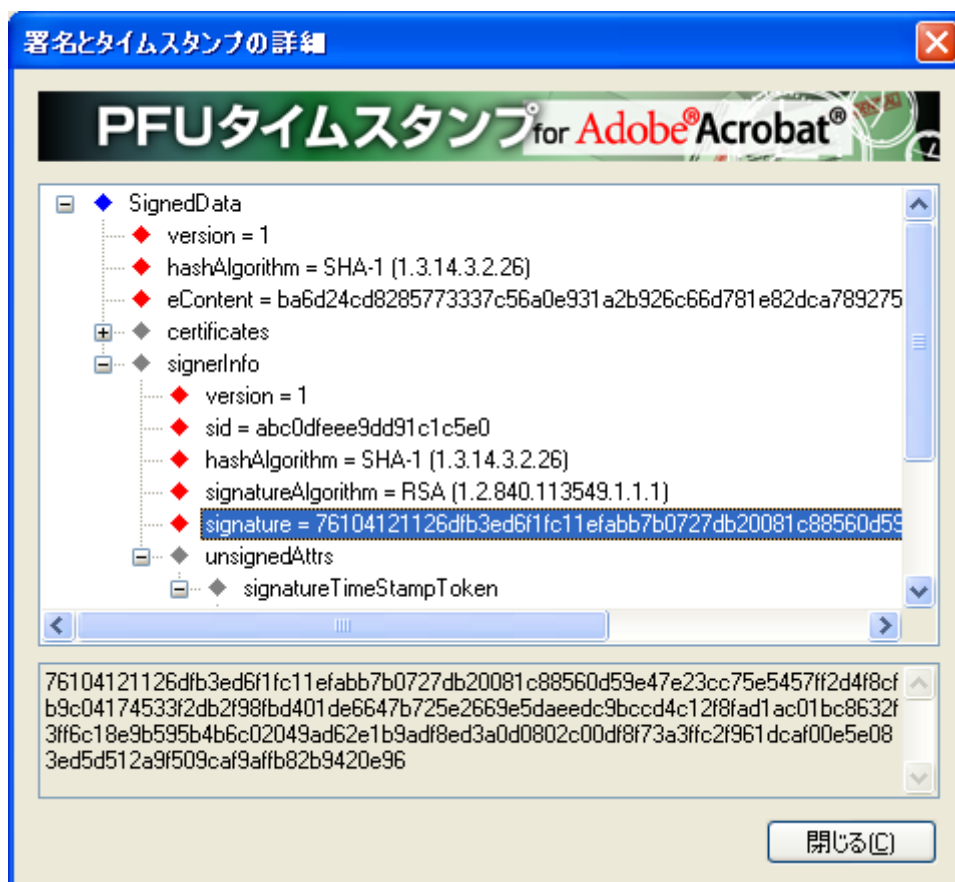 署名とタイムスタンプの詳細
PFUタイムスタンプfor Adobe®Acrobat®
SignedData
version = 1
hashAlgorithm = SHA-1 (1.3.14.3.2.26)
eContent = ba6d24cd8285773337c56a0e931a2b926c66d781e82dca789275
certificates
signerInfo
version = 1
sid = abc0dfeee9dd91c1c5e0
hashAlgorithm = SHA-1 (1.3.14.3.2.26)
signatureAlgorithm = RSA (1.2.840.113549.1.1.1)
signature = 76104121126dfb3ed6f1fc11efabb7b0727db20081c88560d59
unsignedAttrs
signatureTimeStampToken
76104121126dfb3ed6f1fc11efabb7b0727db20081c88560d59e47e23cc75e5457ff2d4f8cf
b9c04174533f2db2f98fbd401de6647b725e2669e5daeedc9bccd4c12f8fad1ac01bc8632f
3ff6c18e9b595b4b6c02049ad62e1b9adf8ed3a0d0802c00df8f73a3ffc2f961dcaf00e5e08
3ed5d512a9f509caf9affb82b9420e96
閉じる(C)